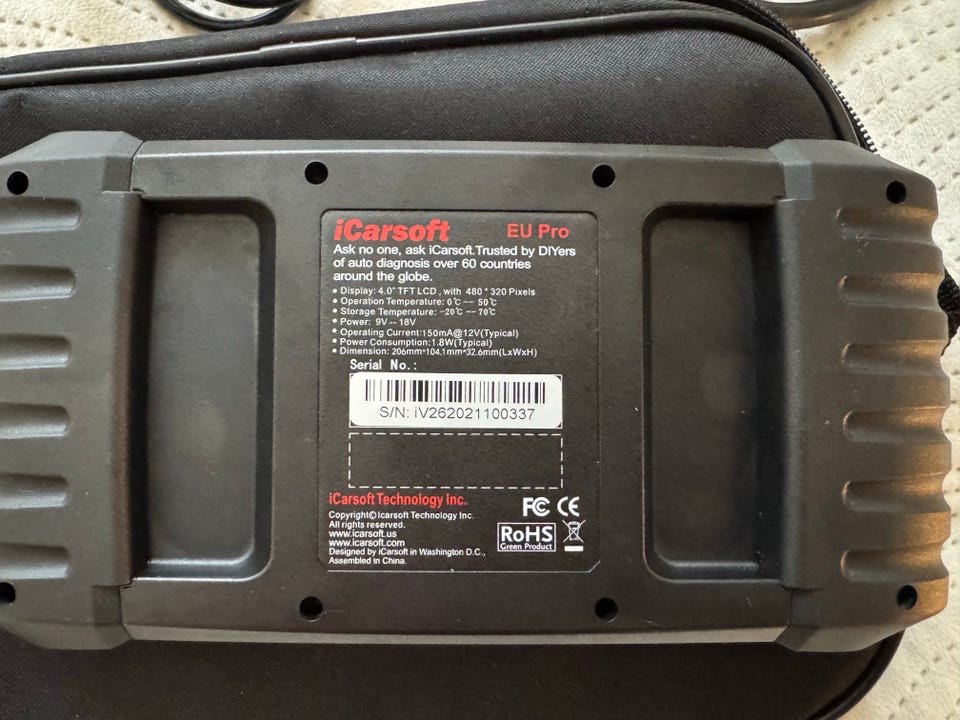 iCarsoft EU Pro
Ask no one, ask iCarsoft.Trusted by DIYers
of auto diagnosis over 60 countries
around the globe.
• Display: 4.0" TFT LCD , with 480 * 320 Pixels
• Operation Temperature: 0℃ -- 50℃
• Storage Temperature: -20℃ -- 70℃
• Power: 9V -- 18V
• Operating Current:150mA@12V(Typical)
• Power Consumption:1.8W(Typical)
• Dimension: 206mm*104.1mm*32.6mm(LxWxH)
Serial No.:
S/N: iV262021100337
iCarsoft Technology Inc.
Copyright©Icarsoft Technology Inc.
All rights reserved.
www.icarsoft.us
www.icarsoft.com
Designed by iCarsoft in Washington D.C.,
Assembled in China.
FC CE
RoHS
Green Product